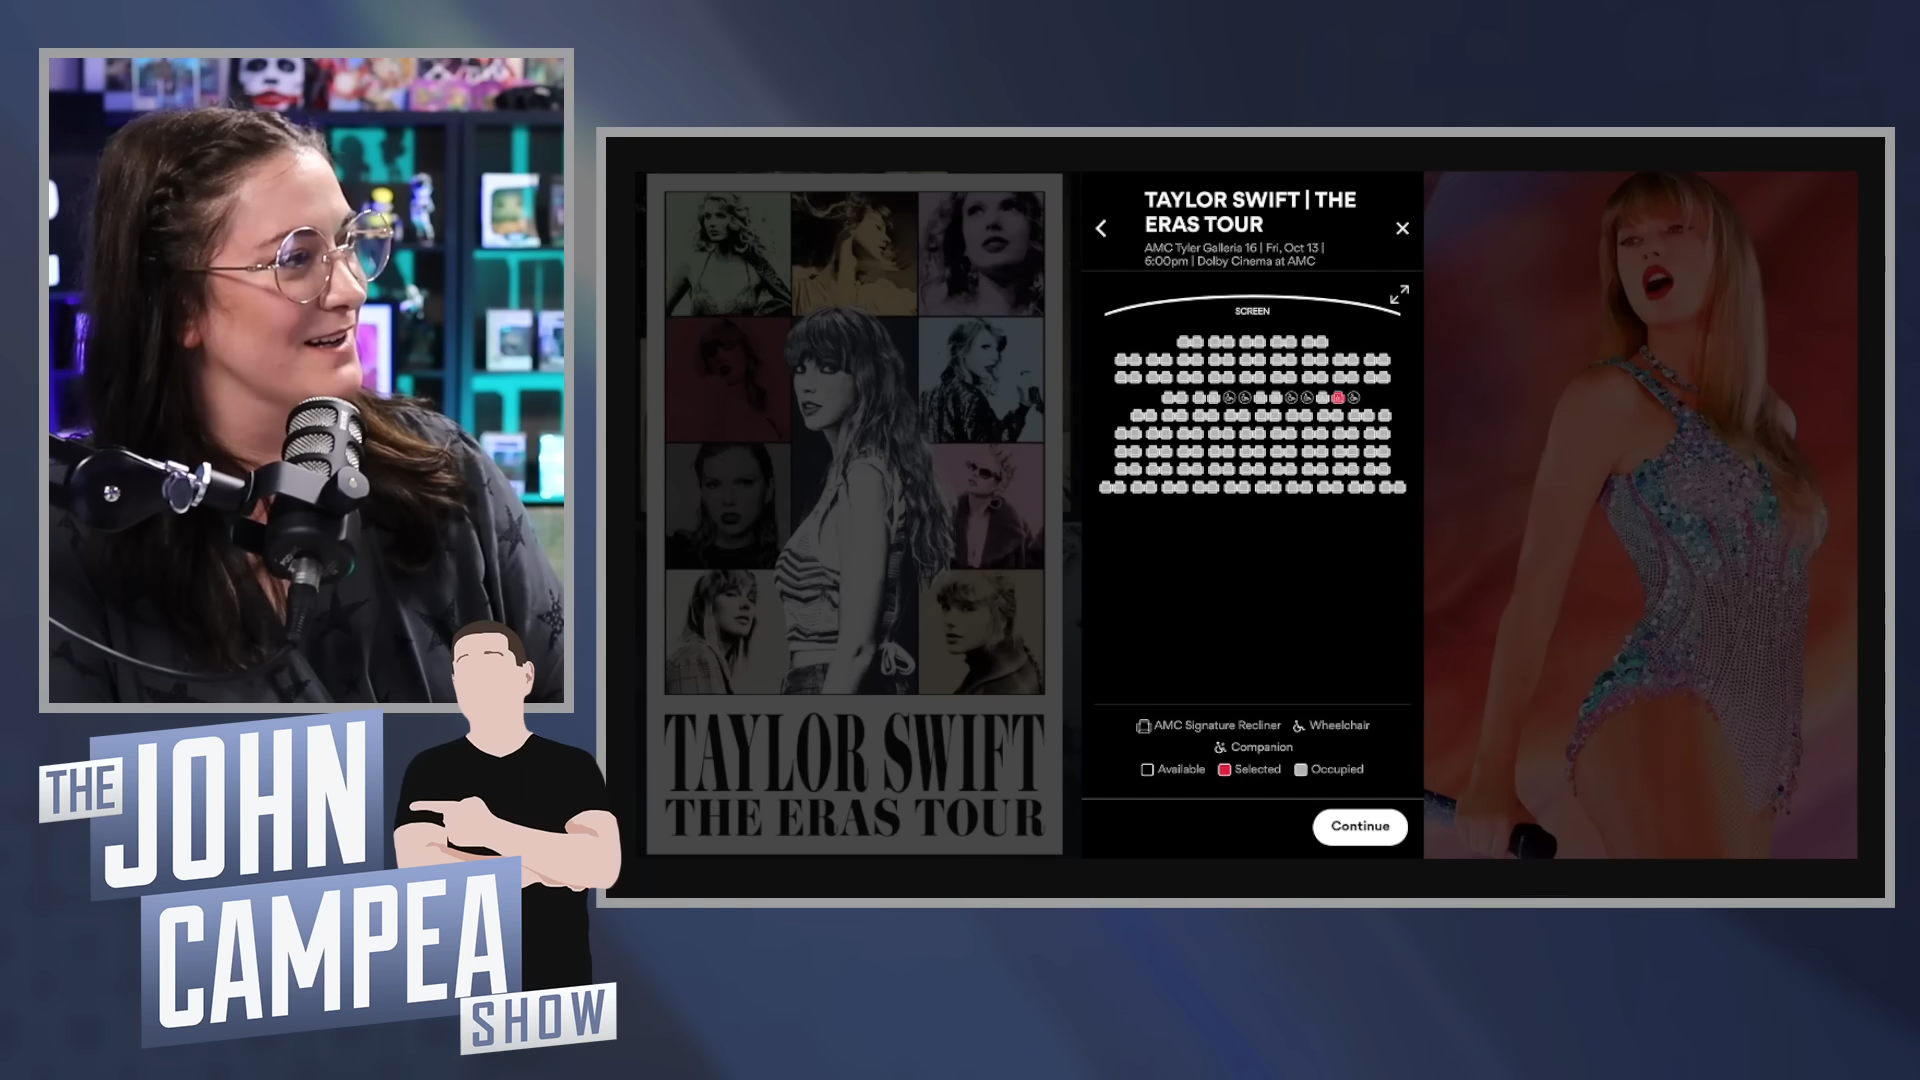 THE
JOHN
CAMPEA
SHOW
TAYLOR SWIFT
THE ERAS TOUR
TAYLOR SWIFT | THE
ERAS TOUR
AMC Tyler Galleria 16 | Fri, Oct 13 |
6:00pm | Dolby Cinema at AMC
SCREEN
AMC Signature Recliner Wheelchair
Companion
Available Selected Occupied
Continue